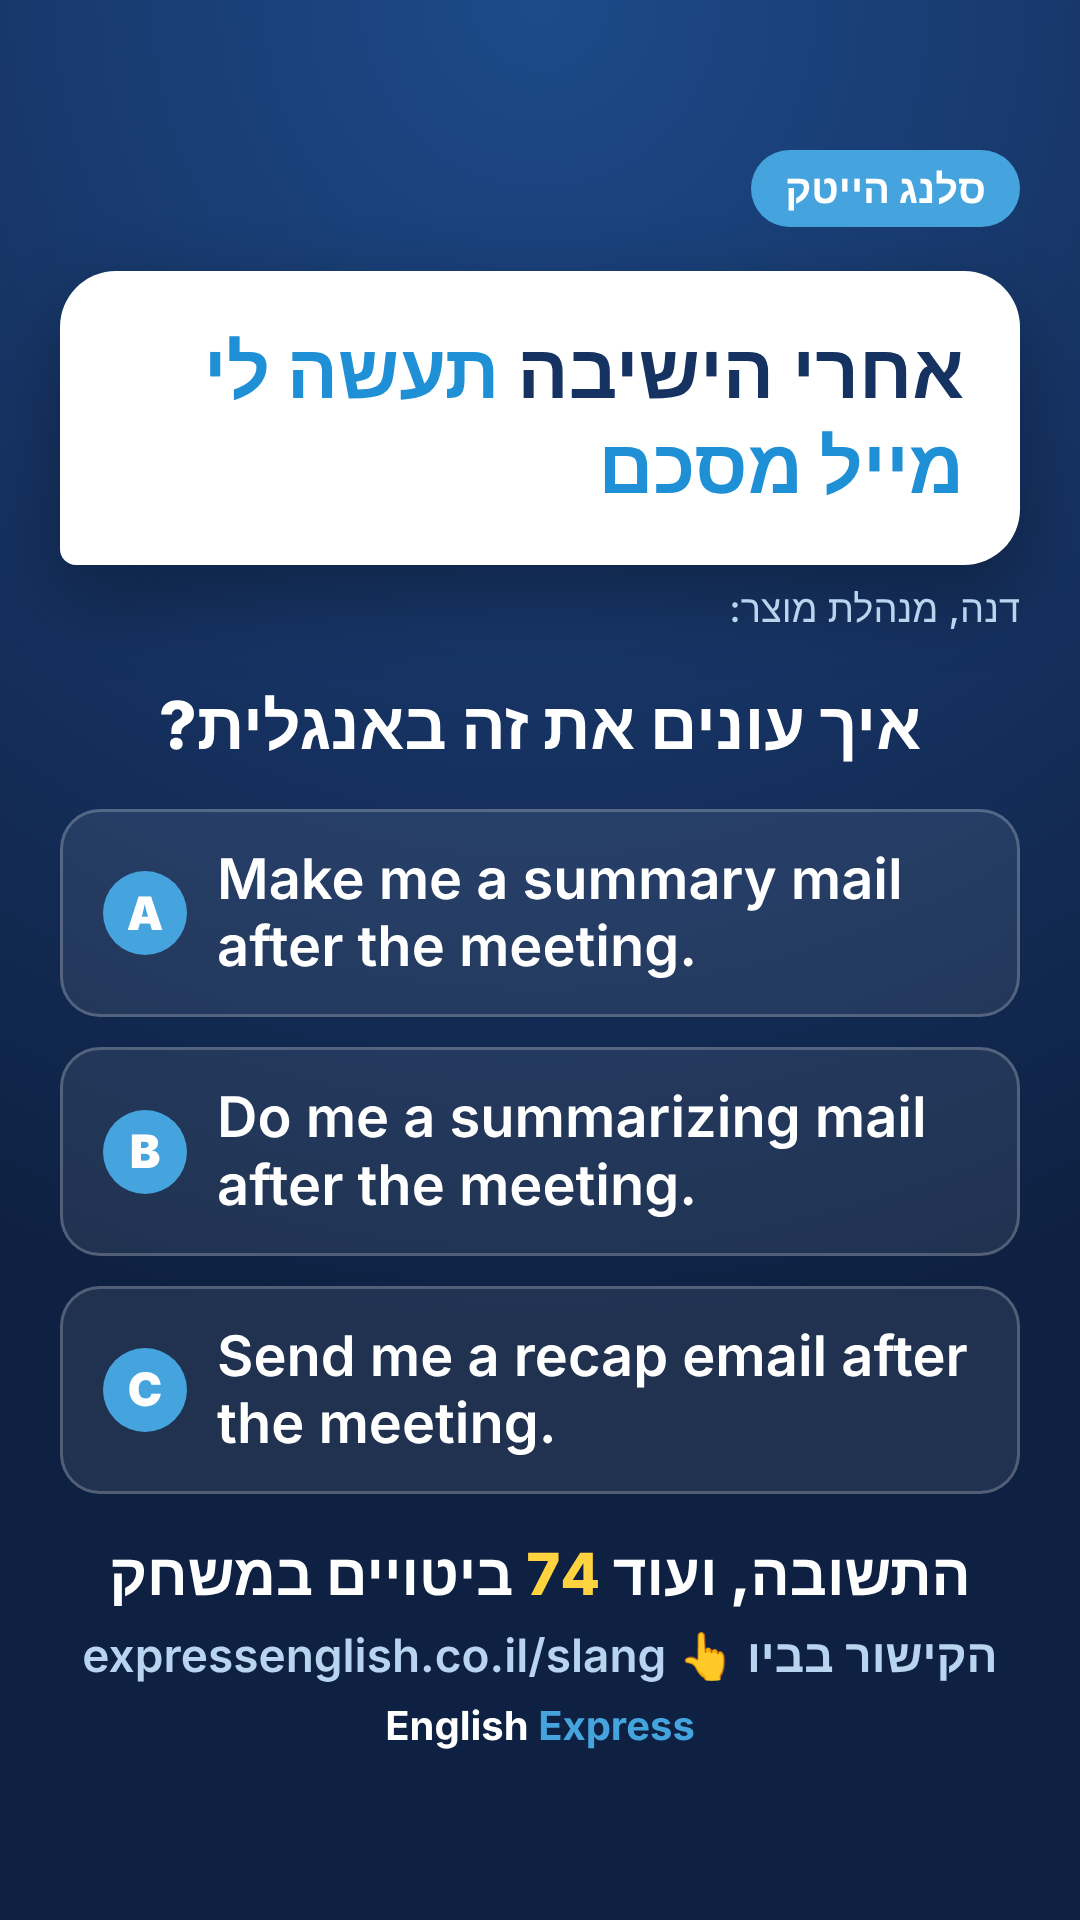 סלנג הייטק
אחרי הישיבה תעשה לי
מייל מסכם
דנה, מנהלת מוצר:
איך עונים את זה באנגלית?
A
Make me a summary mail
after the meeting.
B
Do me a summarizing mail
after the meeting.
C
Send me a recap email after
the meeting.
התשובה, ועוד 74 ביטויים במשחק
הקישור בביו 👆 expressenglish.co.il/slang
English Express